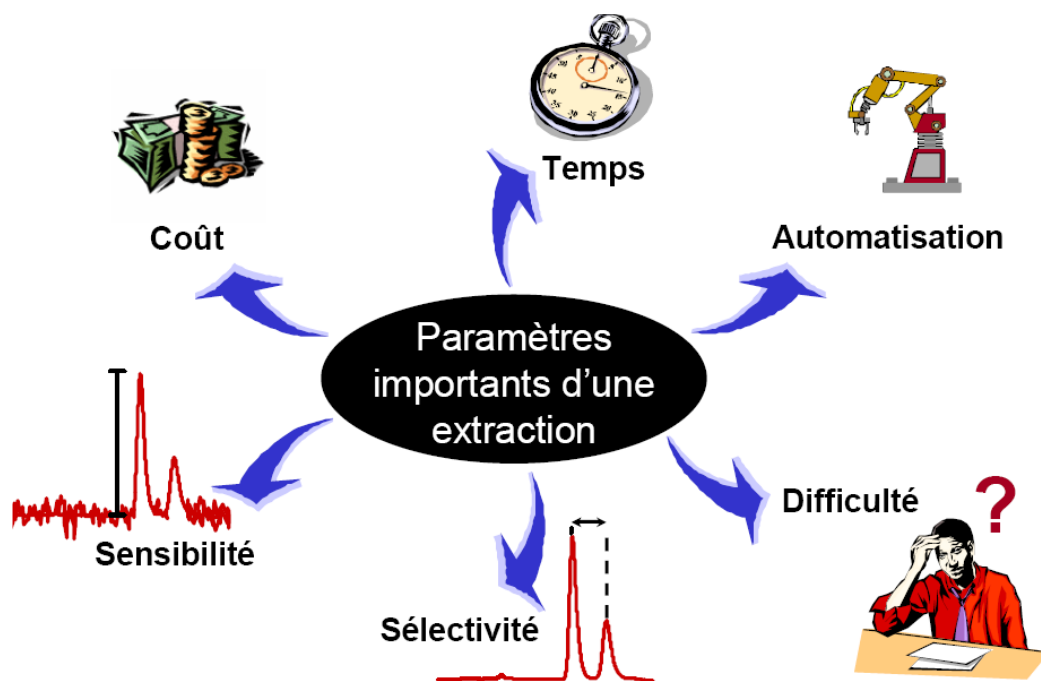 Temps
Coût
Automatisation
Paramètres
importants d’une
extraction
Sensibilité
Difficulté
?
Sélectivité